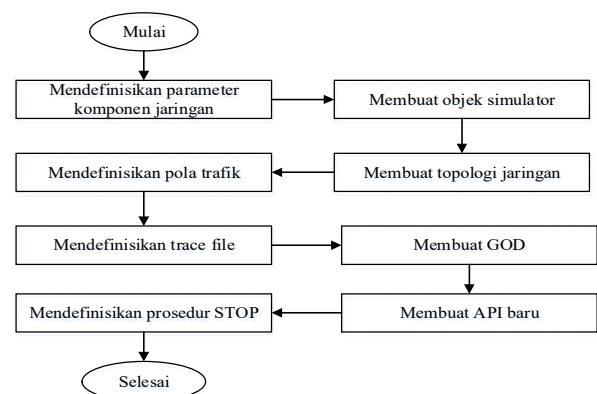 Mulai
Mendefinisikan parameter
komponen jaringan
Membuat objek simulator
Membuat topologi jaringan
Mendefinisikan pola trafik
Mendefinisikan trace file
Membuat GOD
Membuat API baru
Mendefinisikan prosedur STOP
Selesai